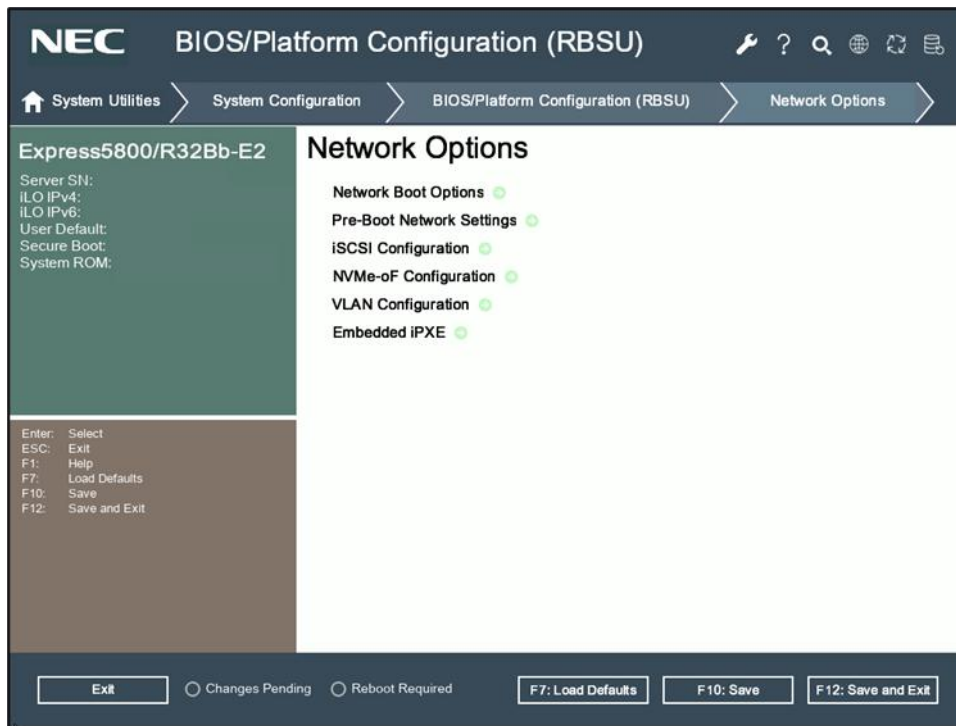 NEC BIOS/Platform Configuration (RBSU) ?
System Utilities System Configuration BIOS/Platform Configuration (RBSU) Network Options
Express5800/R32Bb-E2
Server SN:
iLO IPv4:
iLO IPv6:
User Default:
Secure Boot:
System ROM:
Enter: Select
ESC: Exit
F1: Help
F7: Load Defaults
F10: Save
F12: Save and Exit
Network Options
Network Boot Options
Pre-Boot Network Settings
iSCSI Configuration
NVMe-oF Configuration
VLAN Configuration
Embedded iPXE
Exit Changes Pending Reboot Required F7: Load Defaults F10: Save F12: Save and Exit